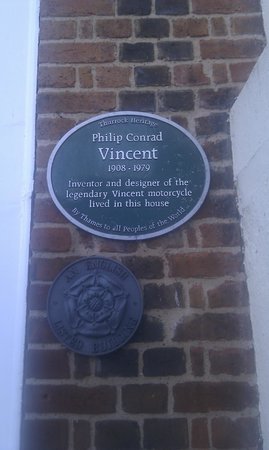 Thurrock Heritage
Philip Conrad
Vincent
1908 - 1979
Inventor and designer of the
legendary Vincent motorcycle
lived in this house
By Thames to all Peoples of the World
AN ENGLISH
LISTED BUILDING